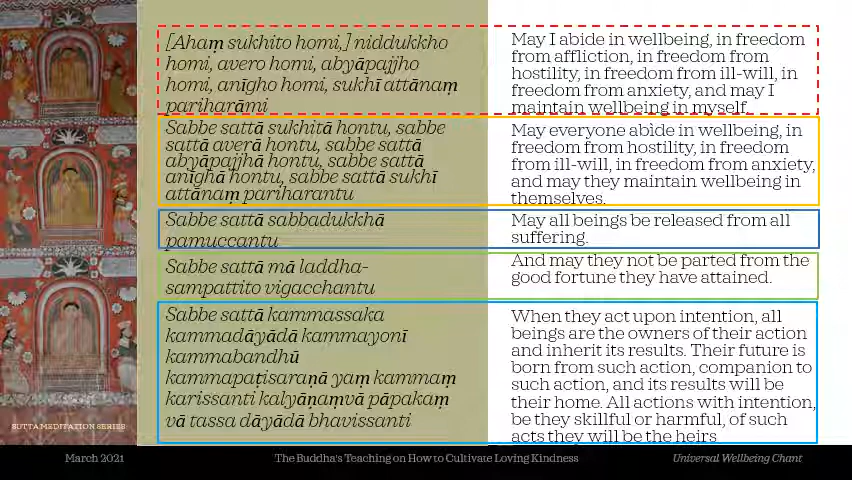 [Ahaṃ sukhito homi,] niddukkho
homi, avero homi, abyāpajjho
homi, anīgho homi, sukhī attānaṃ
pariharāmi
May I abide in wellbeing, in freedom
from affliction, in freedom from
hostility, in freedom from ill-will, in
freedom from anxiety, and may I
maintain wellbeing in myself.
Sabbe sattā sukhitā hontu, sabbe
sattā averā hontu, sabbe sattā
abyāpajjhā hontu, sabbe sattā
anīghā hontu, sabbe sattā sukhī
attānaṃ pariharantu
May everyone abide in wellbeing, in
freedom from hostility, in freedom
from ill-will, in freedom from anxiety,
and may they maintain wellbeing in
themselves.
Sabbe sattā sabbadukkhā
pamuccantu
May all beings be released from all
suffering.
Sabbe sattā mā laddha-
sampattito vigacchantu
And may they not be parted from the
good fortune they have attained.
Sabbe sattā kammassaka
kammadāyādā kammayonī
kammabandhū
kammapaṭisaraṇā yaṃ kammaṃ
karissanti kalyāṇaṃvā pāpakaṃ
vā tassa dāyādā bhavissanti
When they act upon intention, all
beings are the owners of their action
and inherit its results. Their future is
born from such action, companion to
such action, and its results will be
their home. All actions with intention,
be they skillful or harmful, of such
acts they will be the heirs
SUTTA MEDITATION SERIES
March 2021
The Buddha's Teaching on How to Cultivate Loving Kindness
Universal Wellbeing Chant